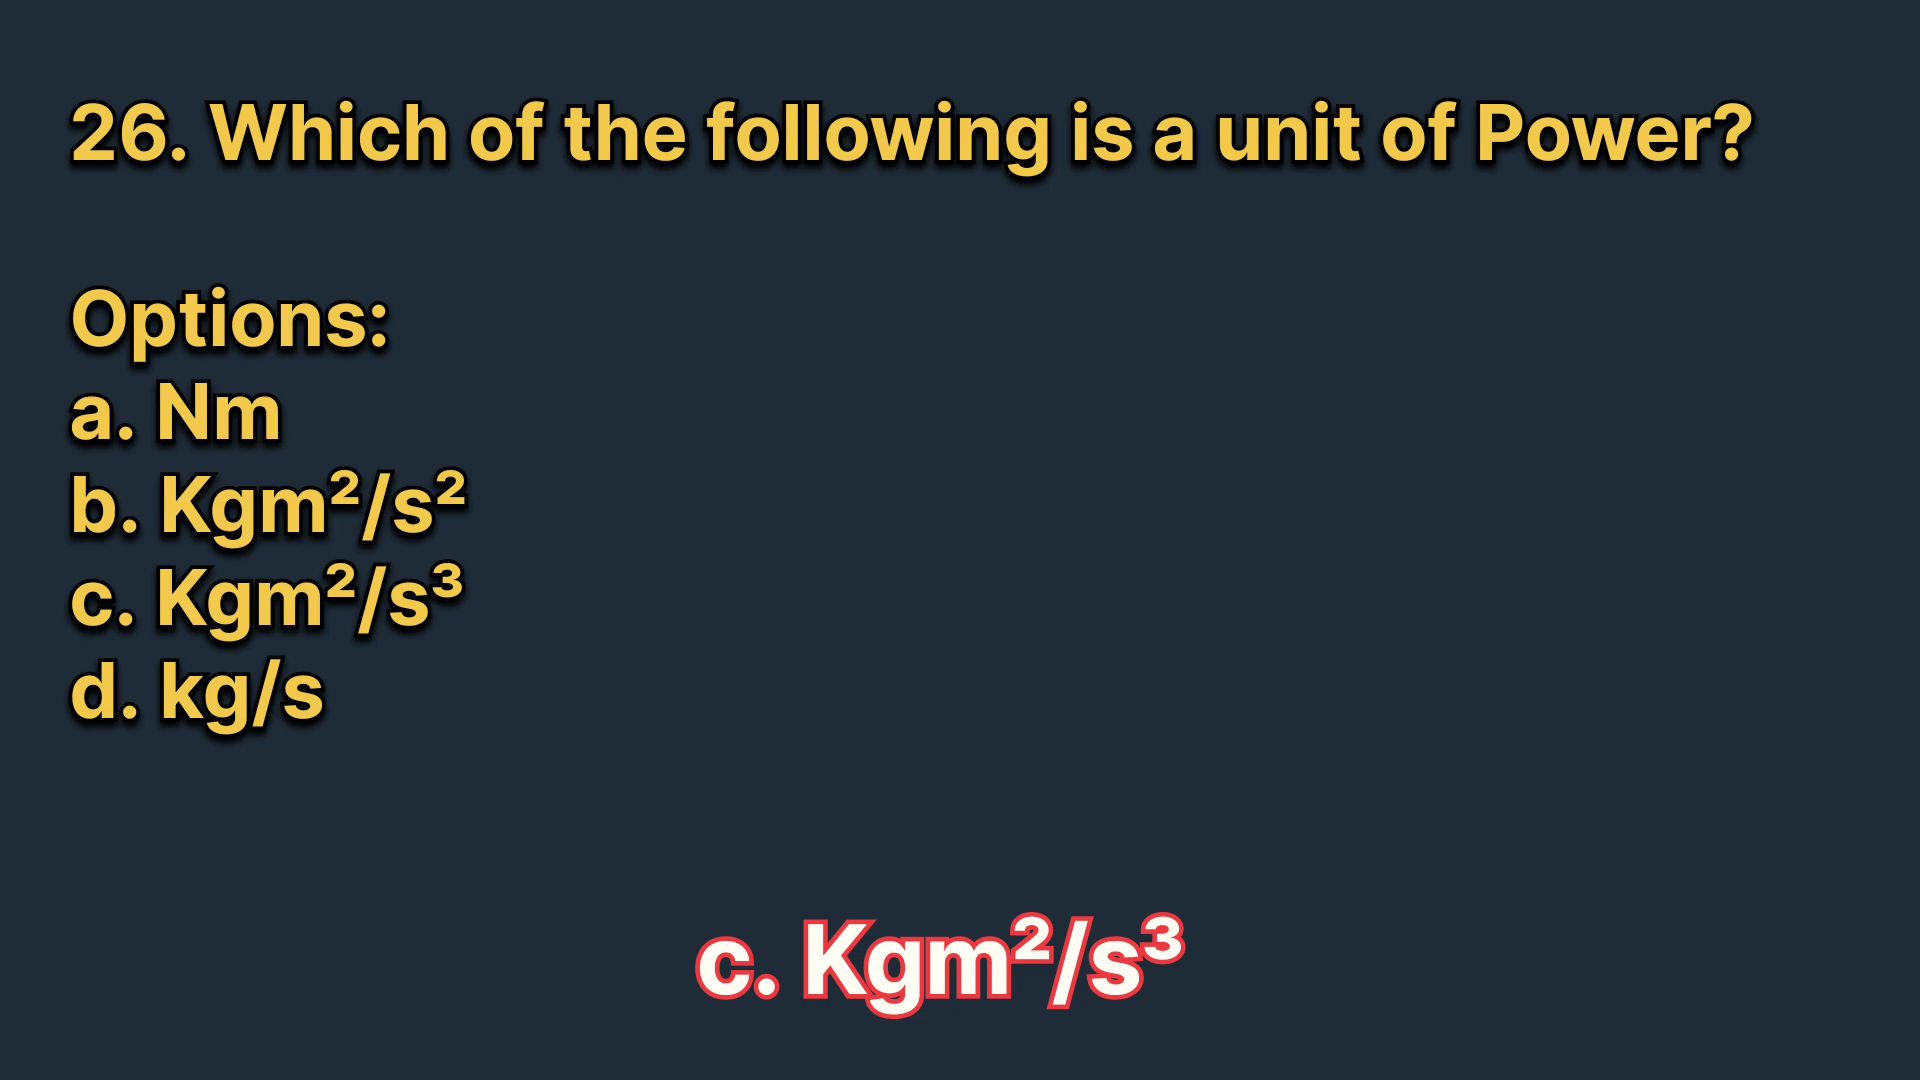 26. Which of the following is a unit of Power?
Options:
a. Nm
b. Kgm²/s²
c. Kgm²/s³
d. kg/s
c. Kgm²/s³